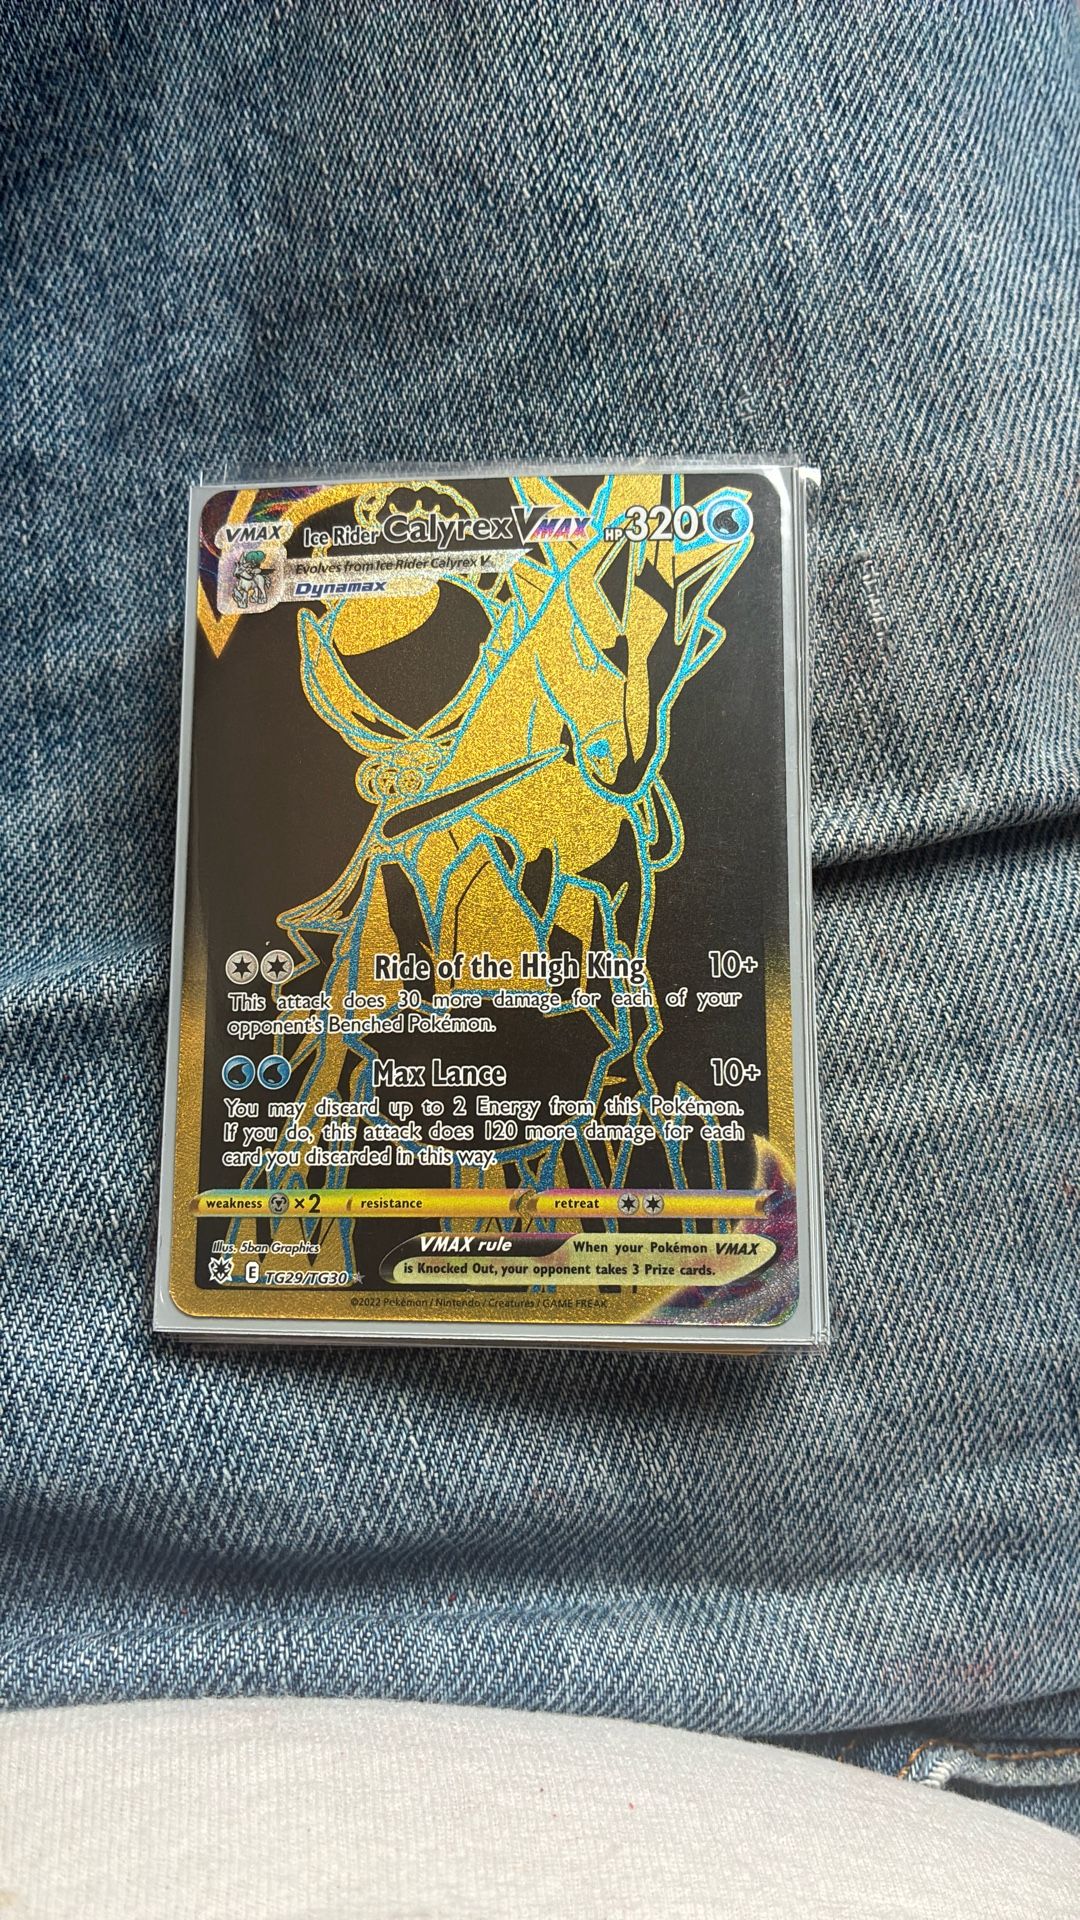 VMAX Ice Rider Calyrex VMAX HP 320
Evolves from Ice Rider Calyrex V
Dynamax
Ride of the High King 10+
This attack does 30 more damage for each of your
opponent's Benched Pokémon.
Max Lance 10+
You may discard up to 2 Energy from this Pokémon.
If you do, this attack does 120 more damage for each
card you discarded in this way.
weakness ×2 resistance retreat
Illus. 5ban Graphics
VMAX rule When your Pokémon VMAX
is Knocked Out, your opponent takes 3 Prize cards.
E TG29/TG30
©2022 Pokémon / Nintendo / Creatures / GAME FREAK